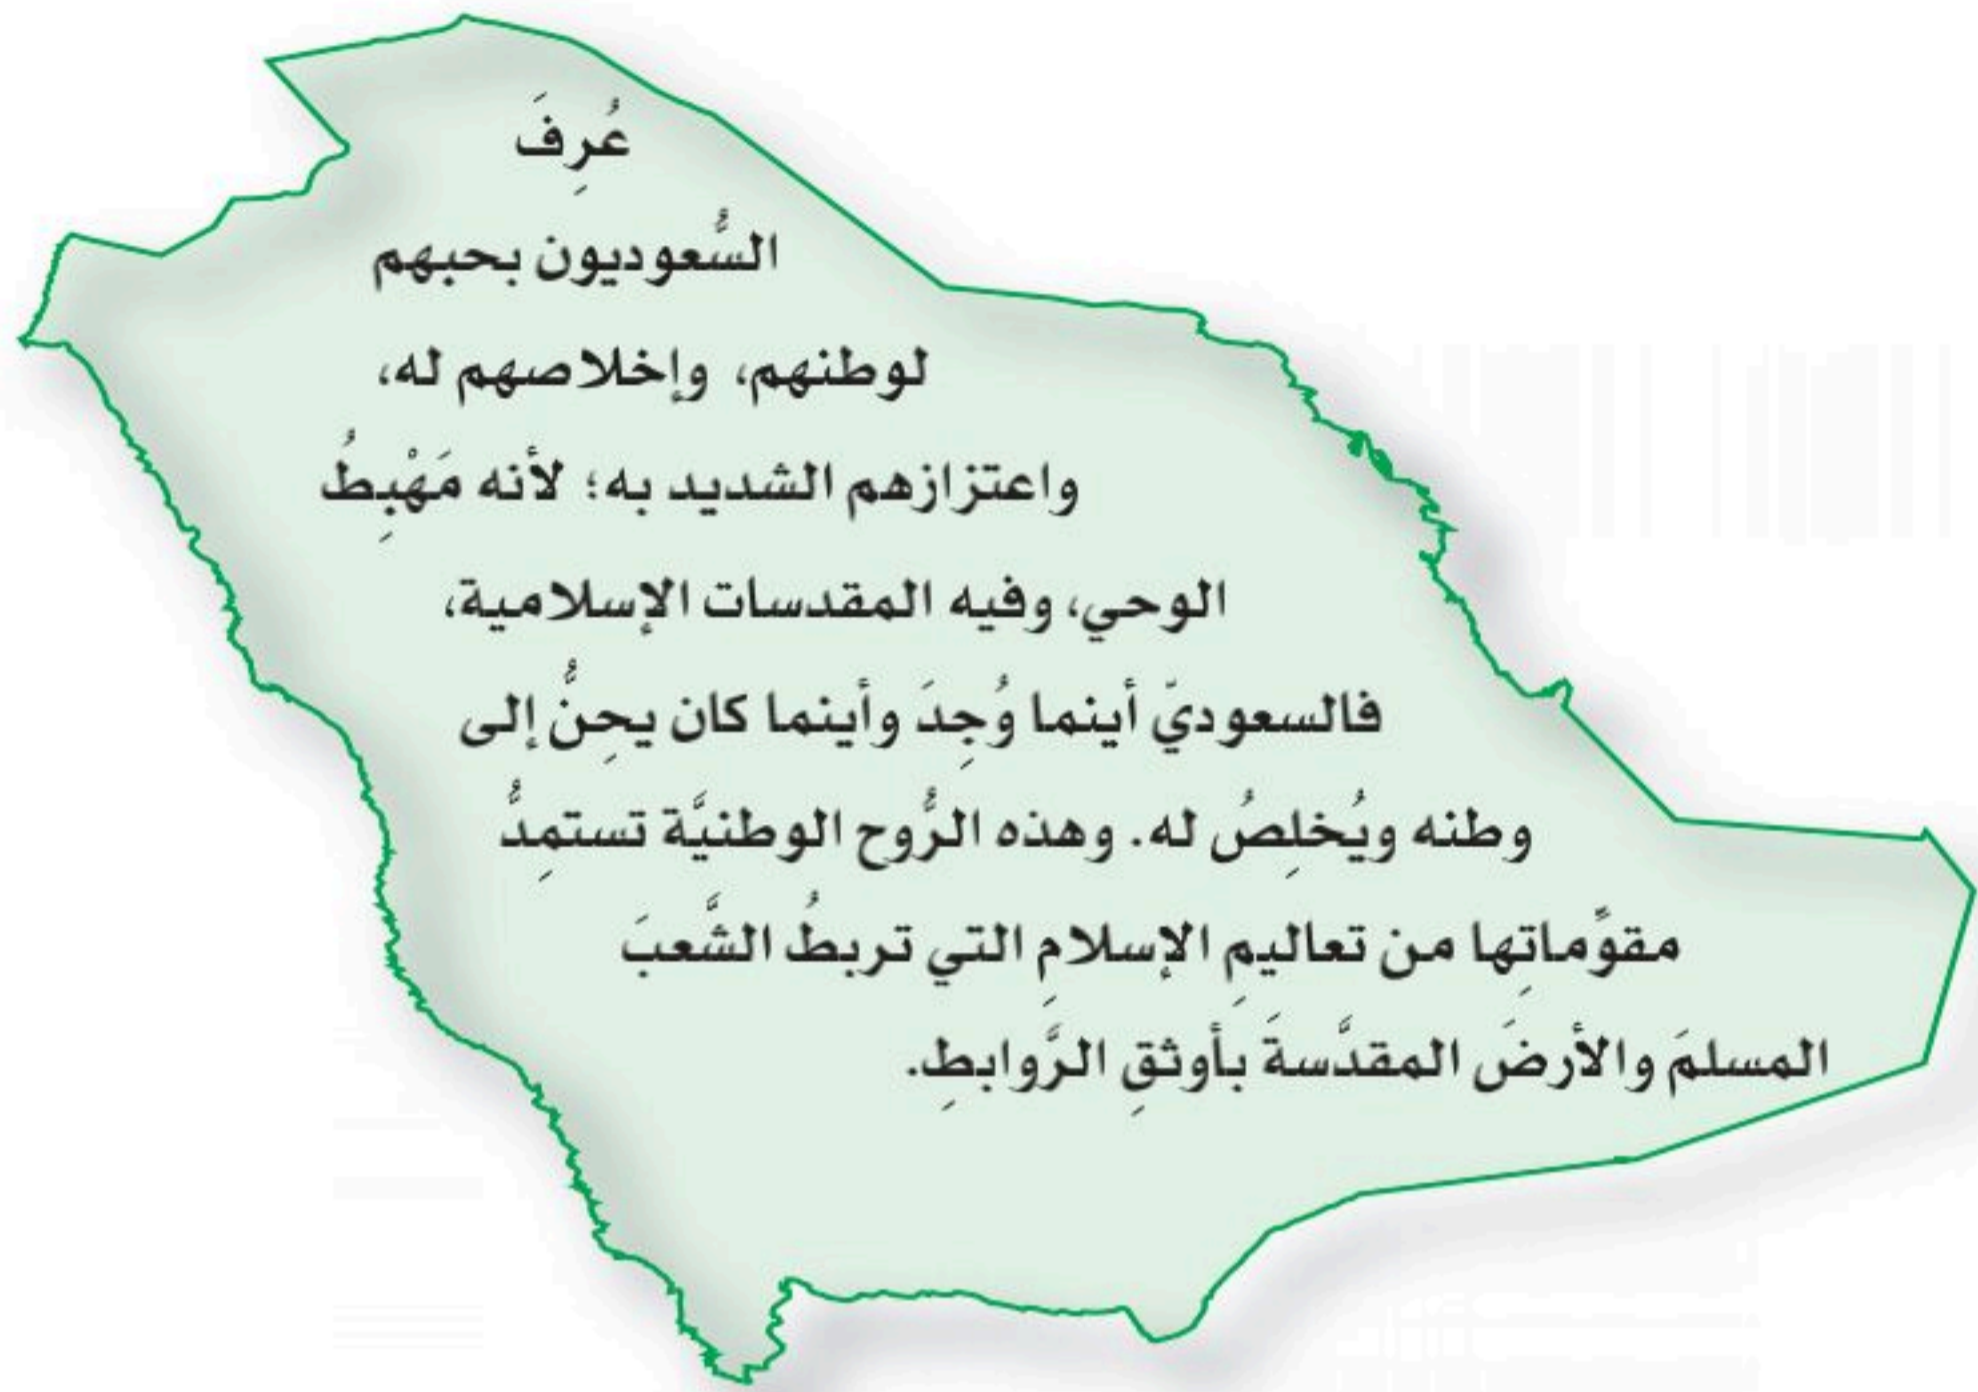 عُرِفَ
السُّعوديون بحبهم
لوطنهم، وإخلاصهم له،
واعتزازهم الشديد به؛ لأنه مَهْبِطُ
الوحي، وفيه المقدسات الإسلامية،
فالسعوديّ أينما وُجِدَ وأينما كان يحِنُّ إلى
وطنه ويُخلِصُ له. وهذه الرُّوح الوطنيَّة تستمِدُّ
مقوَّماتِها من تعاليمِ الإسلامِ التي تربطُ الشَّعبَ
المسلمَ والأرضَ المقدَّسةَ بأوثقِ الرَّوابطِ.